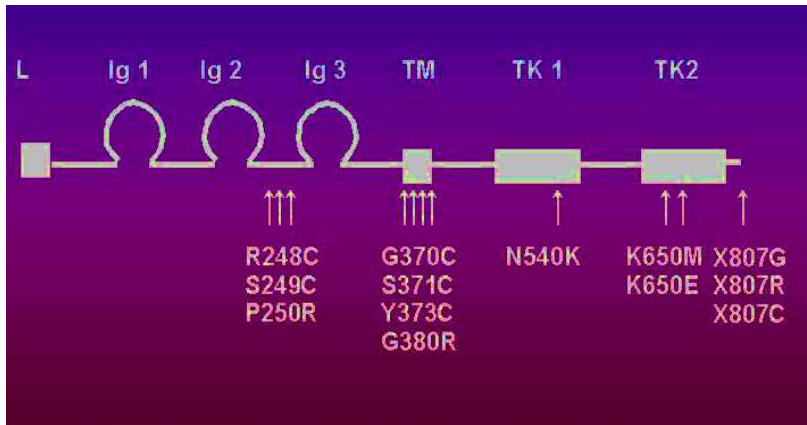 L Ig 1 Ig 2 Ig 3 TM TK 1 TK2
R248C G370C N540K K650M X807G
S249C S371C K650E X807R
P250R Y373C X807C
G380R